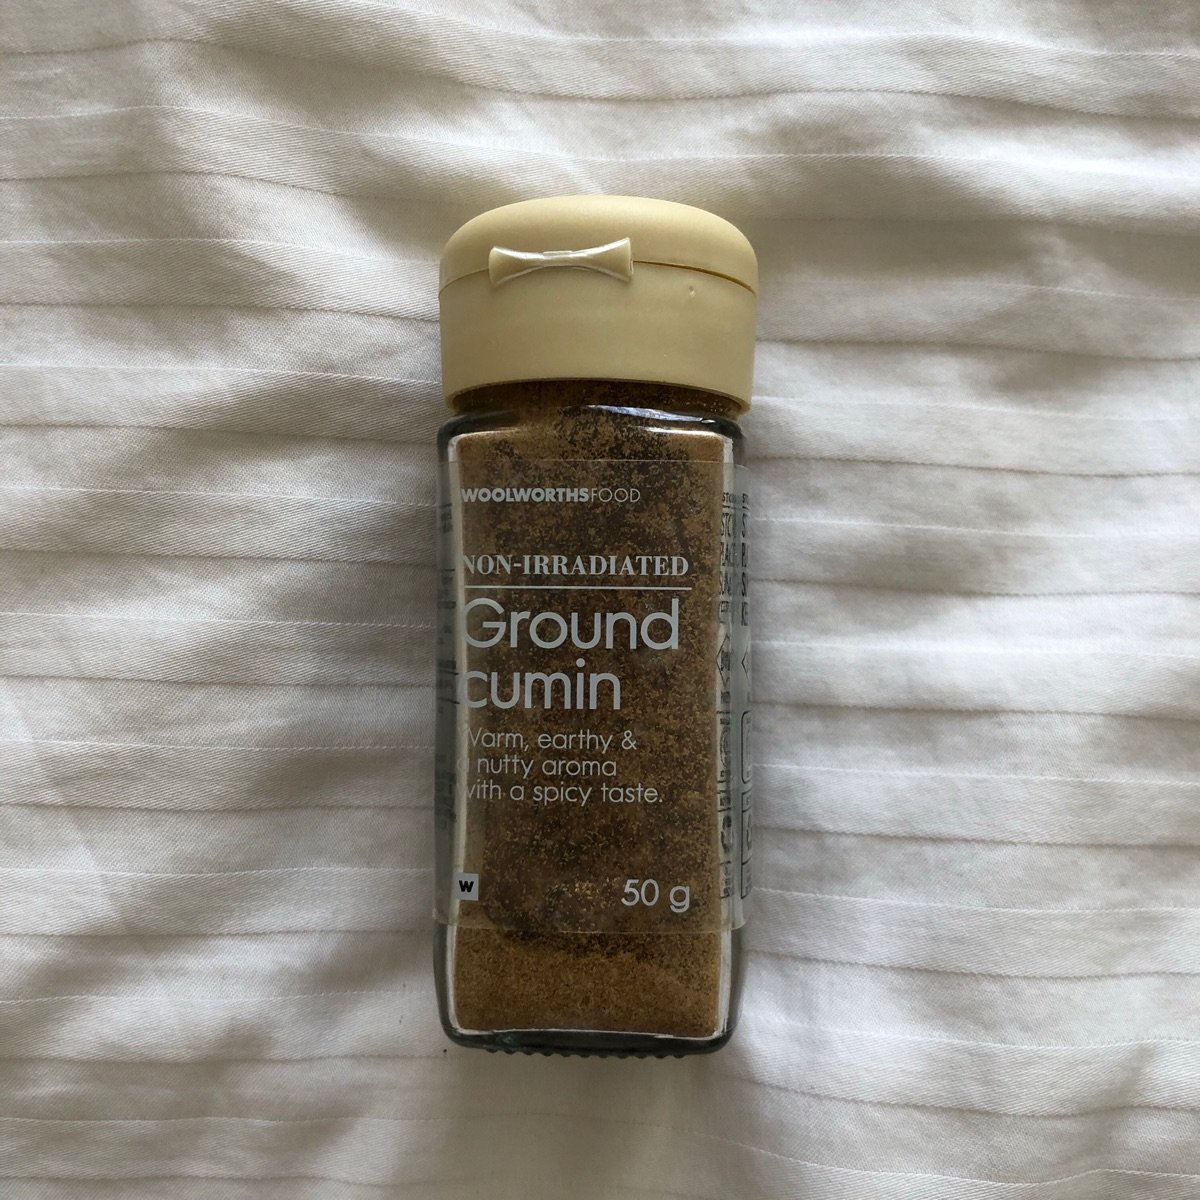 WOOLWORTHSFOOD
NON-IRRADIATED
Ground
cumin
Warm, earthy &
a nutty aroma
with a spicy taste.
W
50 g